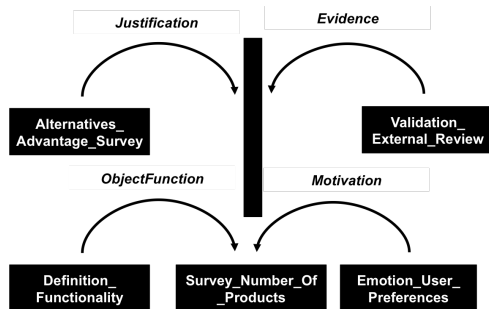 Justification
Evidence
Alternatives_
Advantage_Survey
Validation_
External_Review
ObjectFunction
Motivation
Definition_
Functionality
Survey_Number_Of
_Products
Emotion_User_
Preferences